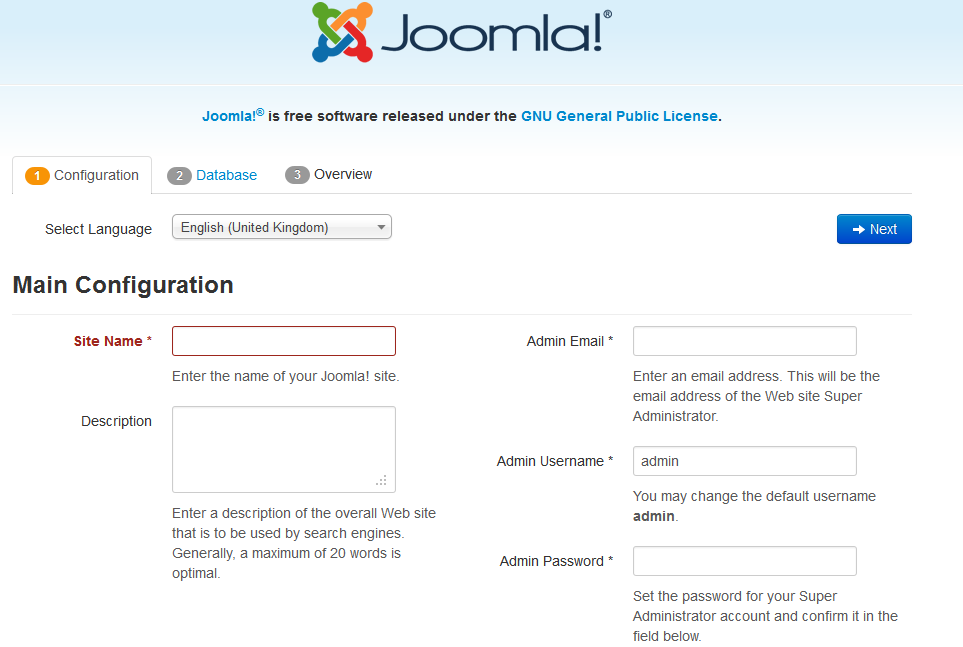 Joomla!®
Joomla!® is free software released under the GNU General Public License.
1 Configuration
2 Database
3 Overview
Select Language
English (United Kingdom)
Next
Main Configuration
Site Name *
Enter the name of your Joomla! site.
Description
Enter a description of the overall Web site
that is to be used by search engines.
Generally, a maximum of 20 words is
optimal.
Admin Email *
Enter an email address. This will be the
email address of the Web site Super
Administrator.
Admin Username *
admin
You may change the default username
admin.
Admin Password *
Set the password for your Super
Administrator account and confirm it in the
field below.